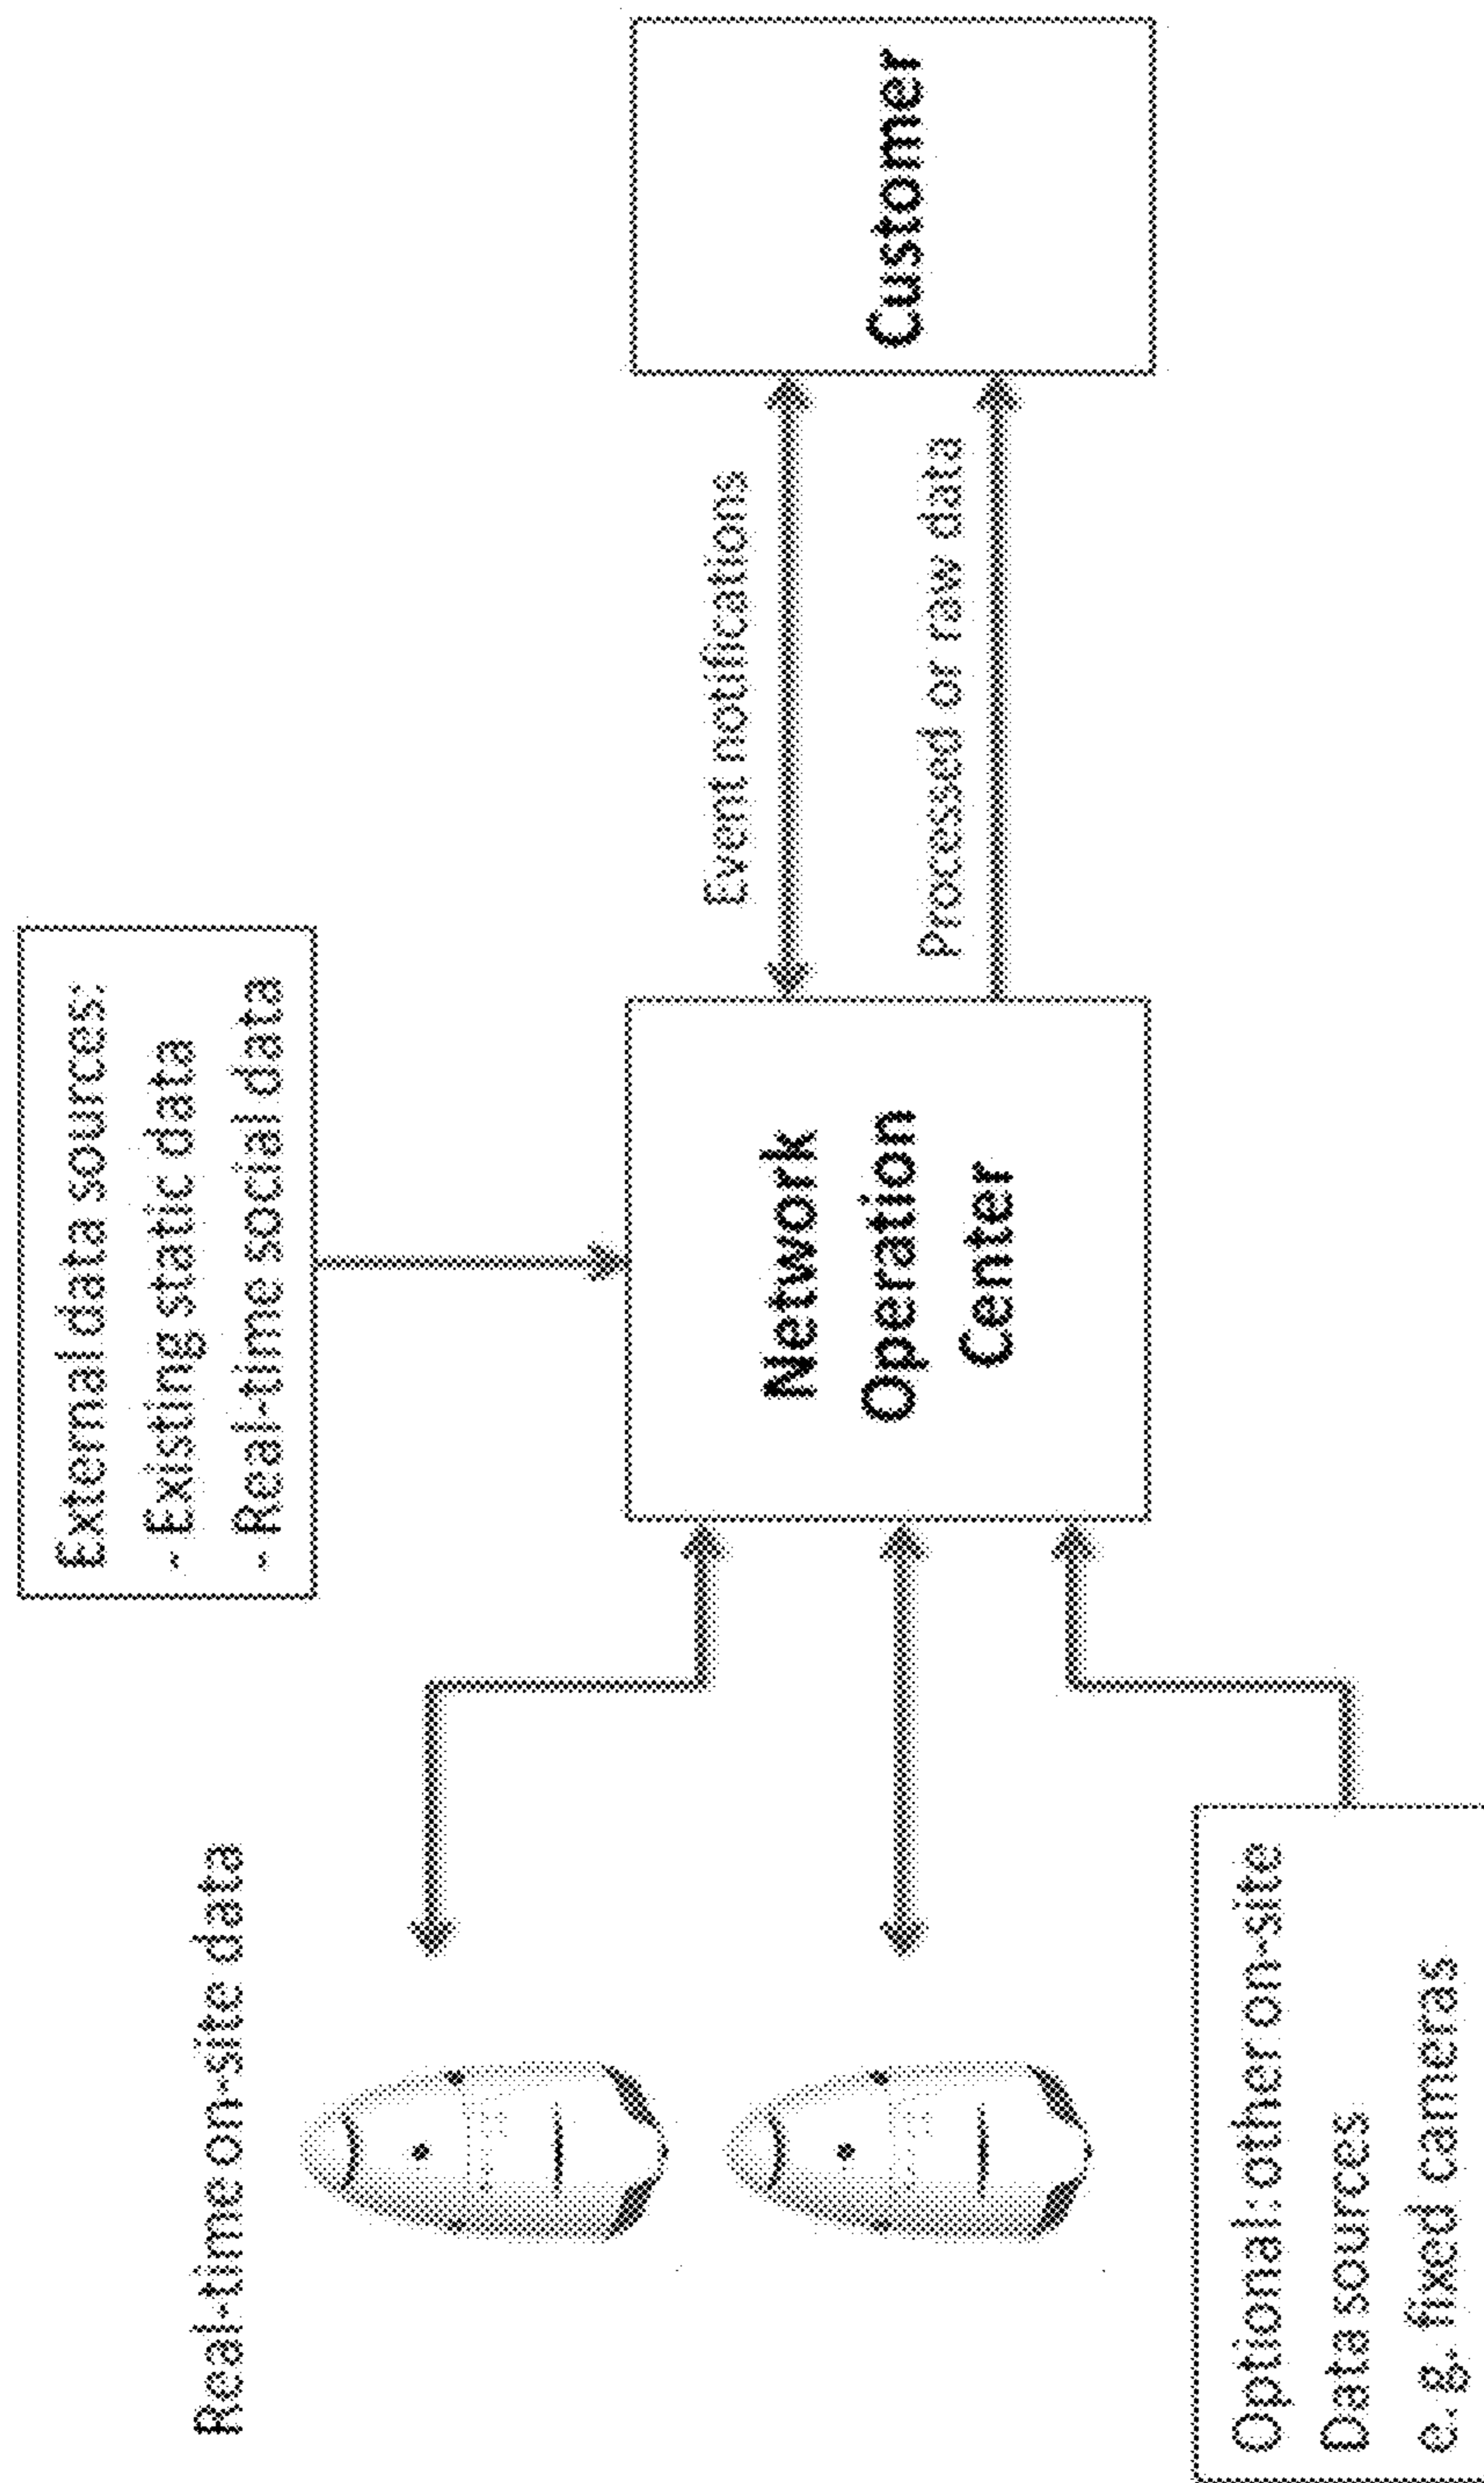 Real-time on-site data
External data sources:
- Existing static data
- Real-time social data
Network
Operation
Center
Event notifications
Processed or raw data
Customer
Optional: other on-site
Data sources
e. g. fixed cameras